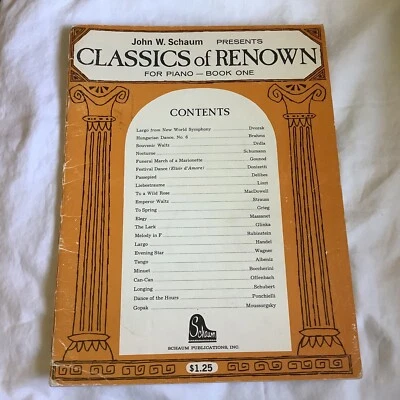 John W. Schaum PRESENTS
CLASSICS of RENOWN
FOR PIANO — BOOK ONE
CONTENTS
Largo from New World Symphony Dvorak
Hungarian Dance, No. 6 Brahms
Souvenir Waltz Drdla
Nocturne Schumann
Funeral March of a Marionette Gounod
Festival Dance (Elisir d'Amore) Donizetti
Passepied Delibes
Liebestraume Liszt
To a Wild Rose MacDowell
Emperor Waltz Strauss
To Spring Grieg
Elegy Massenet
The Lark Glinka
Melody in F Rubinstein
Largo Handel
Evening Star Wagner
Tango Albeniz
Minuet Boccherini
Can-Can Offenbach
Longing Schubert
Dance of the Hours Ponchielli
Gopak Moussorgsky
Schaum
SCHAUM PUBLICATIONS, INC.
$1.25